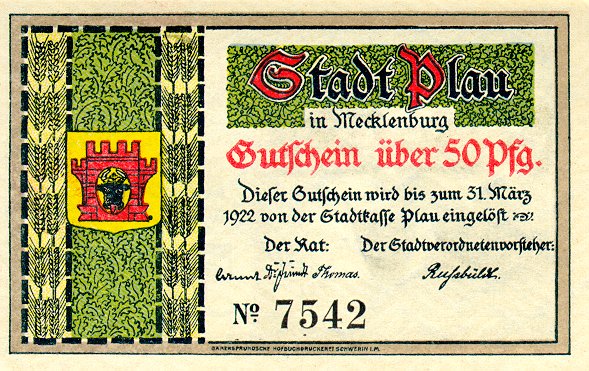 Stadt Plau
in Mecklenburg
Gutschein über 50 Pfg.
Dieser Gutschein wird bis zum 31. März
1922 von der Stadtkasse Plau eingelöst
Der Rat: Der Stadtverordnetenvorsteher:
Thomas.
No 7542
BÄRENSPRUNGSCHE HOFBUCHDRUCKEREI SCHWERIN I.M.